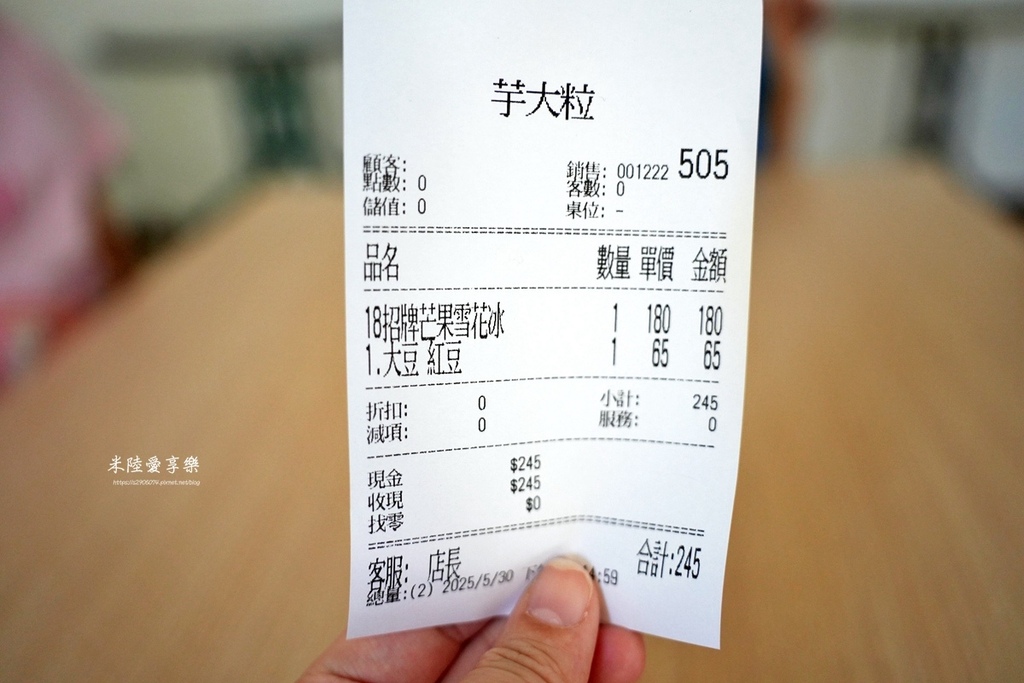 芋大粒
顧客:
點數: 0 銷售: 001222 505
客數: 0
儲值: 0 桌位: -
品名 數量 單價 金額
18招牌芒果雪花冰 1 180 180
1.大豆 紅豆 1 65 65
折扣: 0 小計: 245
減項: 0 服務: 0
現金 $245
收現 $245
找零 $0
客服: 店長 合計:245
總量:(2) 2025/5/30 :59
米陸愛享樂